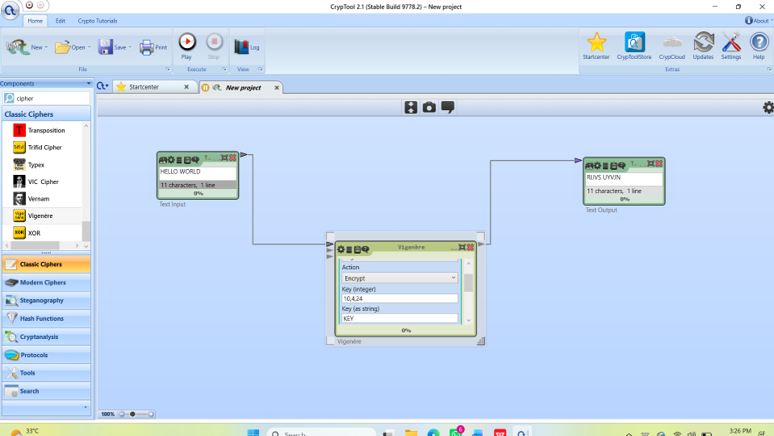 CrypTool 2.1 (Stable Build 9778.2) – New project
Home Edit Crypto Tutorials
About
New Open Save Print Play Stop Log Startcenter CrypToolStore CrypCloud Updates Settings Help
File Execute View Extras
Components
Startcenter
New project
cipher
Classic Ciphers
Transposition
Trifid Cipher
Typex
VIC Cipher
Vernam
Vigenère
XOR
Classic Ciphers
Modern Ciphers
Steganography
Hash Functions
Cryptanalysis
Protocols
Tools
Search
HELLO WORLD
11 characters, 1 line
0%
Text Input
Vigenère
Action
Encrypt
Key (integer)
10,4,24
Key (as string)
KEY
0%
Vigenère
RIJVS UYVJN
11 characters, 1 line
0%
Text Output
100%
33°C
Search
3:26 PM